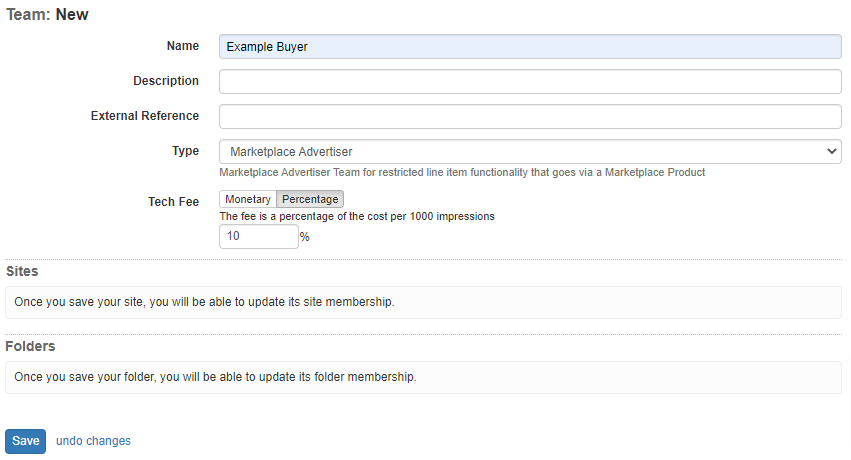 Team: New
Name
Example Buyer
Description
External Reference
Type
Marketplace Advertiser
Marketplace Advertiser Team for restricted line item functionality that goes via a Marketplace Product
Tech Fee
Monetary Percentage
The fee is a percentage of the cost per 1000 impressions
10 %
Sites
Once you save your site, you will be able to update its site membership.
Folders
Once you save your folder, you will be able to update its folder membership.
Save undo changes